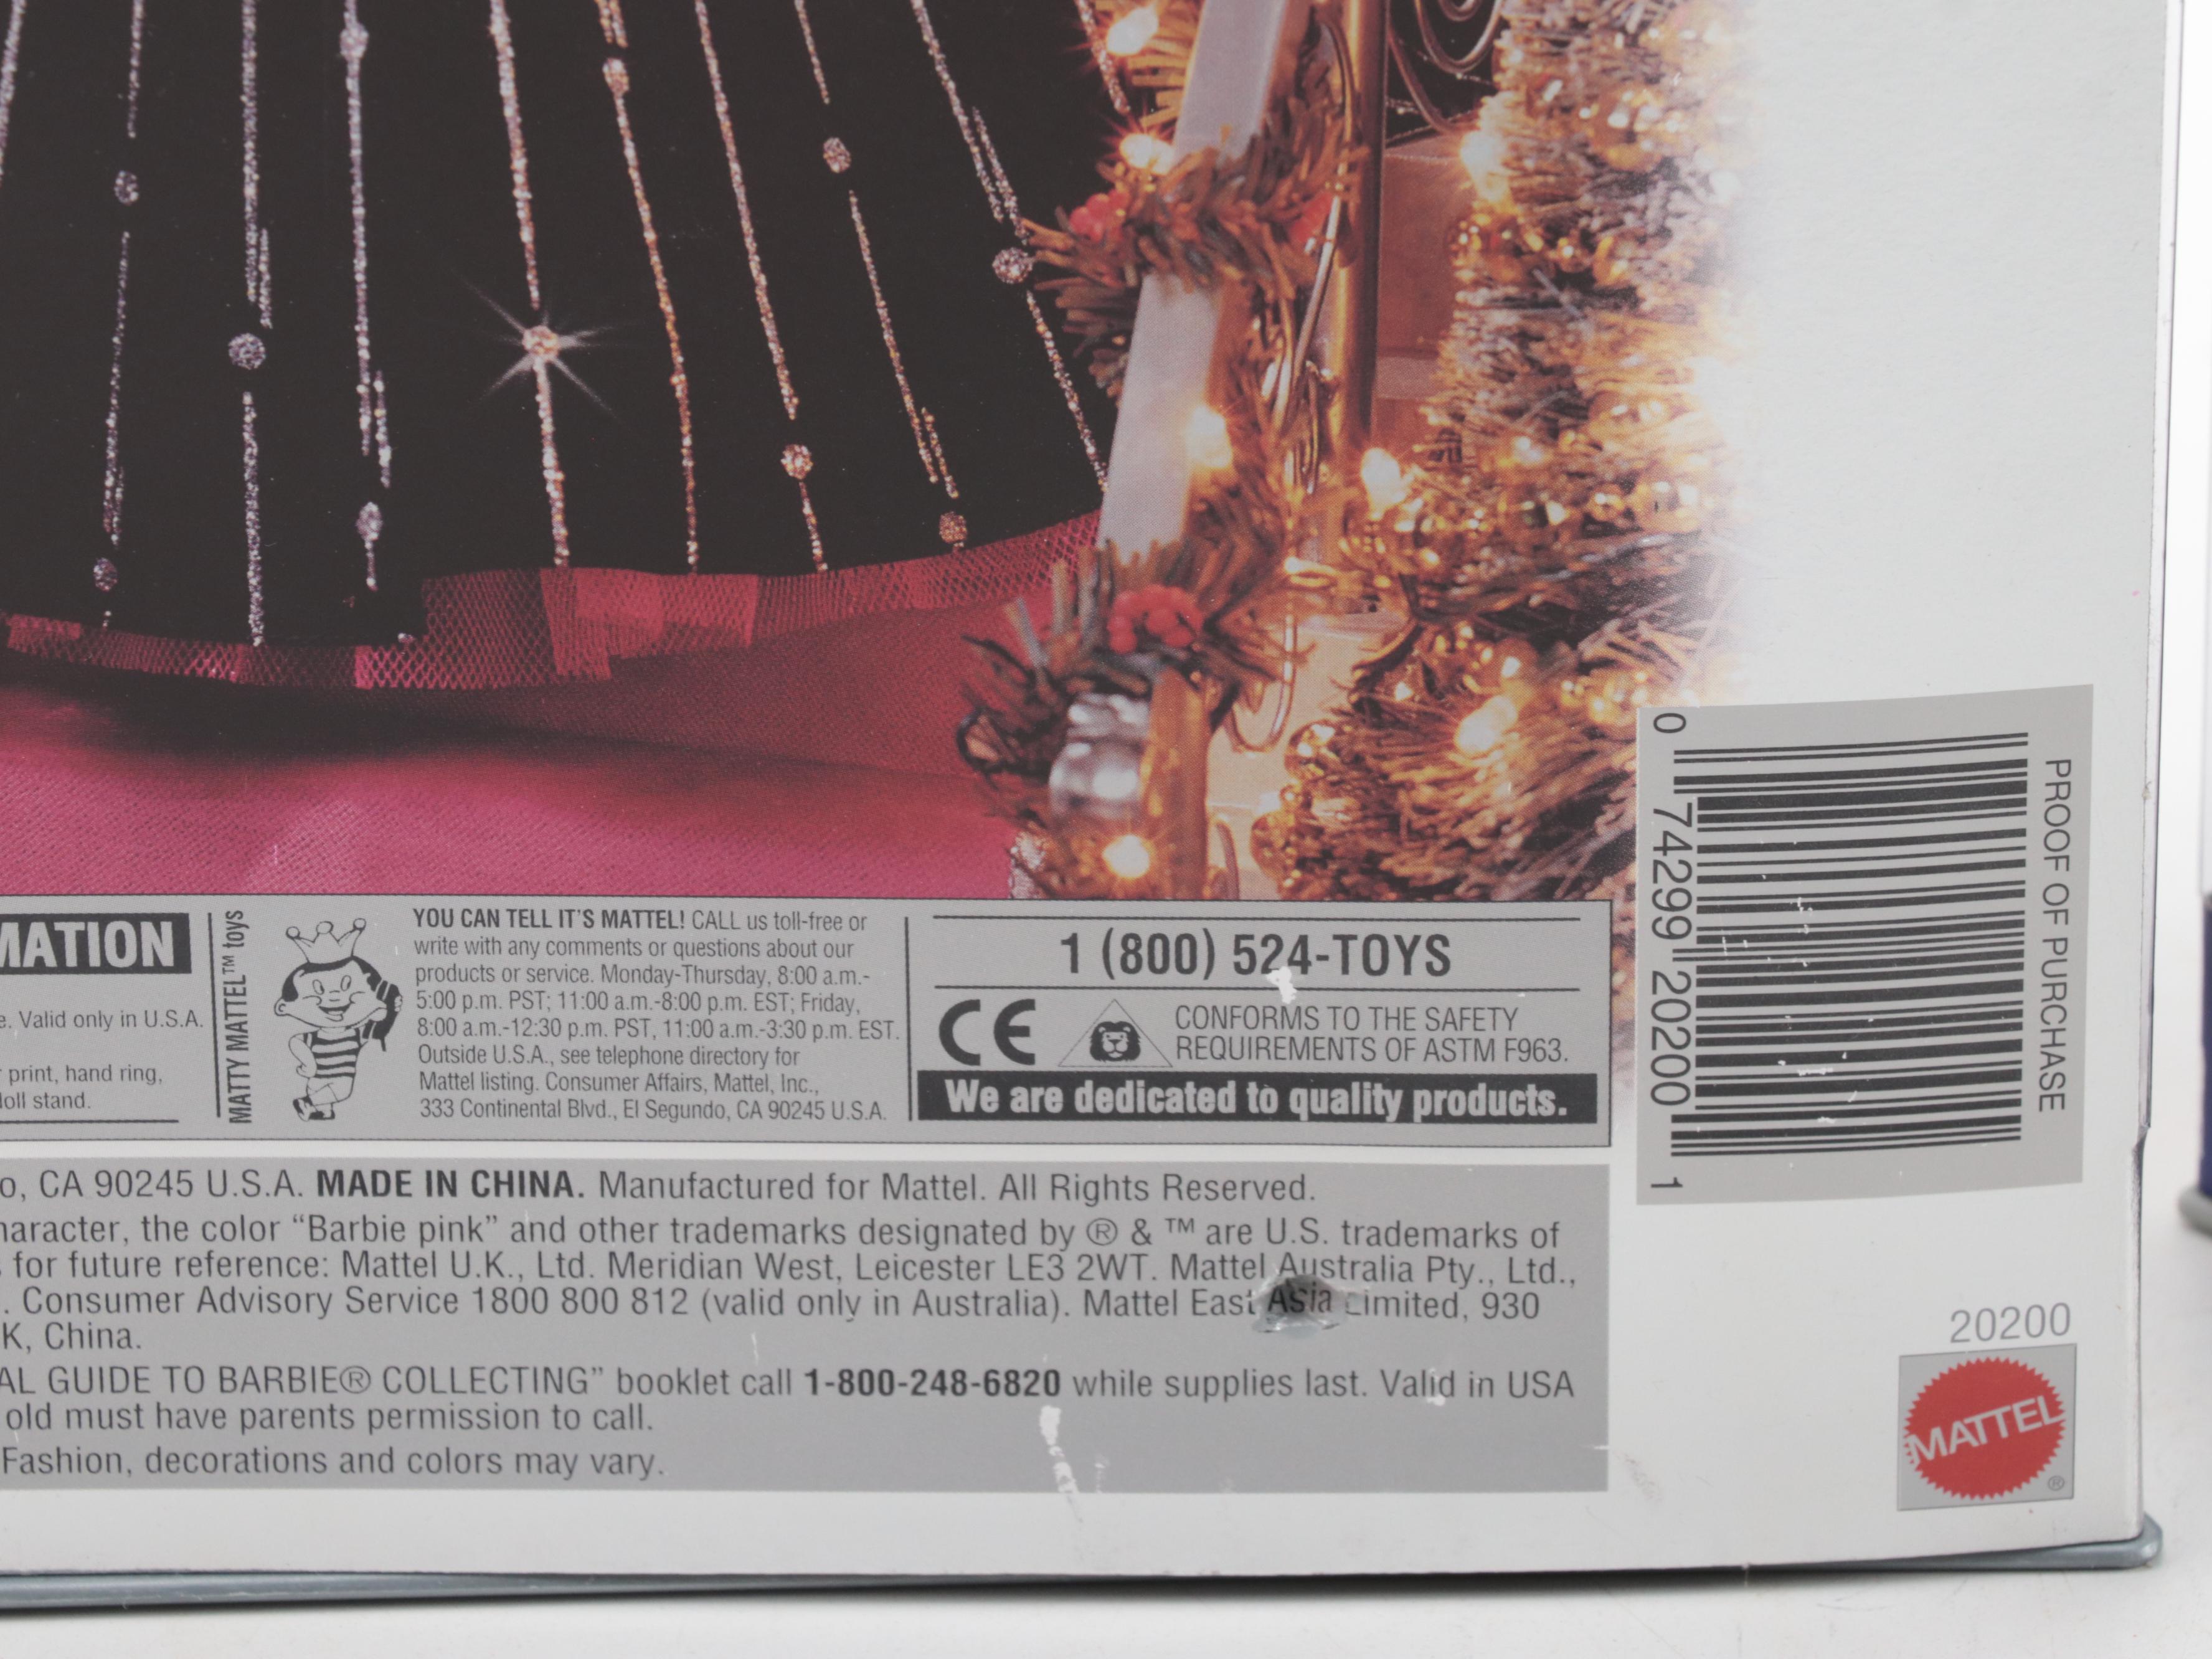 MATION
e. Valid only in U.S.A.
print, hand ring,
doll stand.
MATTY MATTEL™ toys
YOU CAN TELL IT'S MATTEL! CALL us toll-free or
write with any comments or questions about our
products or service. Monday-Thursday, 8:00 a.m.-
5:00 p.m. PST; 11:00 a.m.-8:00 p.m. EST; Friday,
8:00 a.m.-12:30 p.m. PST, 11:00 a.m.-3:30 p.m. EST.
Outside U.S.A., see telephone directory for
Mattel listing. Consumer Affairs, Mattel, Inc.,
333 Continental Blvd., El Segundo, CA 90245 U.S.A.
1 (800) 524-TOYS
CE
CONFORMS TO THE SAFETY
REQUIREMENTS OF ASTM F963.
We are dedicated to quality products.
PROOF OF PURCHASE
0 74299 20200 1
o, CA 90245 U.S.A. MADE IN CHINA. Manufactured for Mattel. All Rights Reserved.
haracter, the color “Barbie pink” and other trademarks designated by ® & ™ are U.S. trademarks of
for future reference: Mattel U.K., Ltd. Meridian West, Leicester LE3 2WT. Mattel Australia Pty., Ltd.,
. Consumer Advisory Service 1800 800 812 (valid only in Australia). Mattel East Asia Limited, 930
K, China.
AL GUIDE TO BARBIE® COLLECTING” booklet call 1-800-248-6820 while supplies last. Valid in USA
old must have parents permission to call.
Fashion, decorations and colors may vary.
20200
MATTEL
®